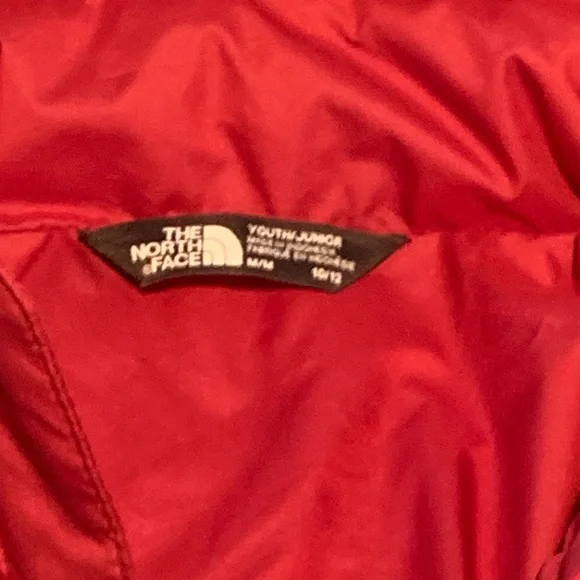 THE
NORTH
FACE
YOUTH/JUNIOR
MADE IN INDONESIA
FABRIQUÉ EN INDONÉSIE
M/M 10/12